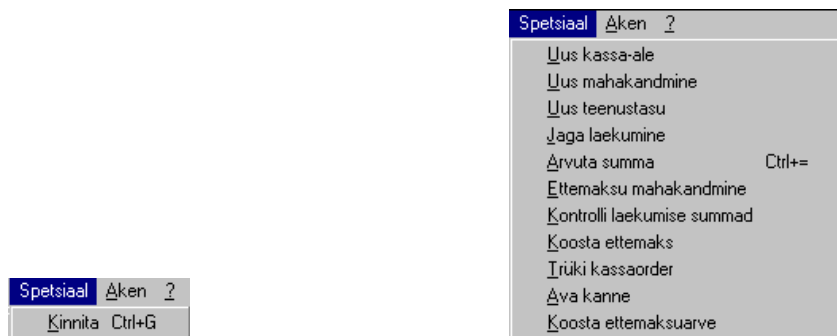 Spetsiaal Aken ?
Kinnita Ctrl+G
Spetsiaal Aken ?
Uus kassa-ale
Uus mahakandmine
Uus teenustasu
Jaga laekumine
Arvuta summa Ctrl+=
Ettemaksu mahakandmine
Kontrolli laekumise summad
Koosta ettemaks
Trüki kassaorder
Ava kanne
Koosta ettemaksuarve